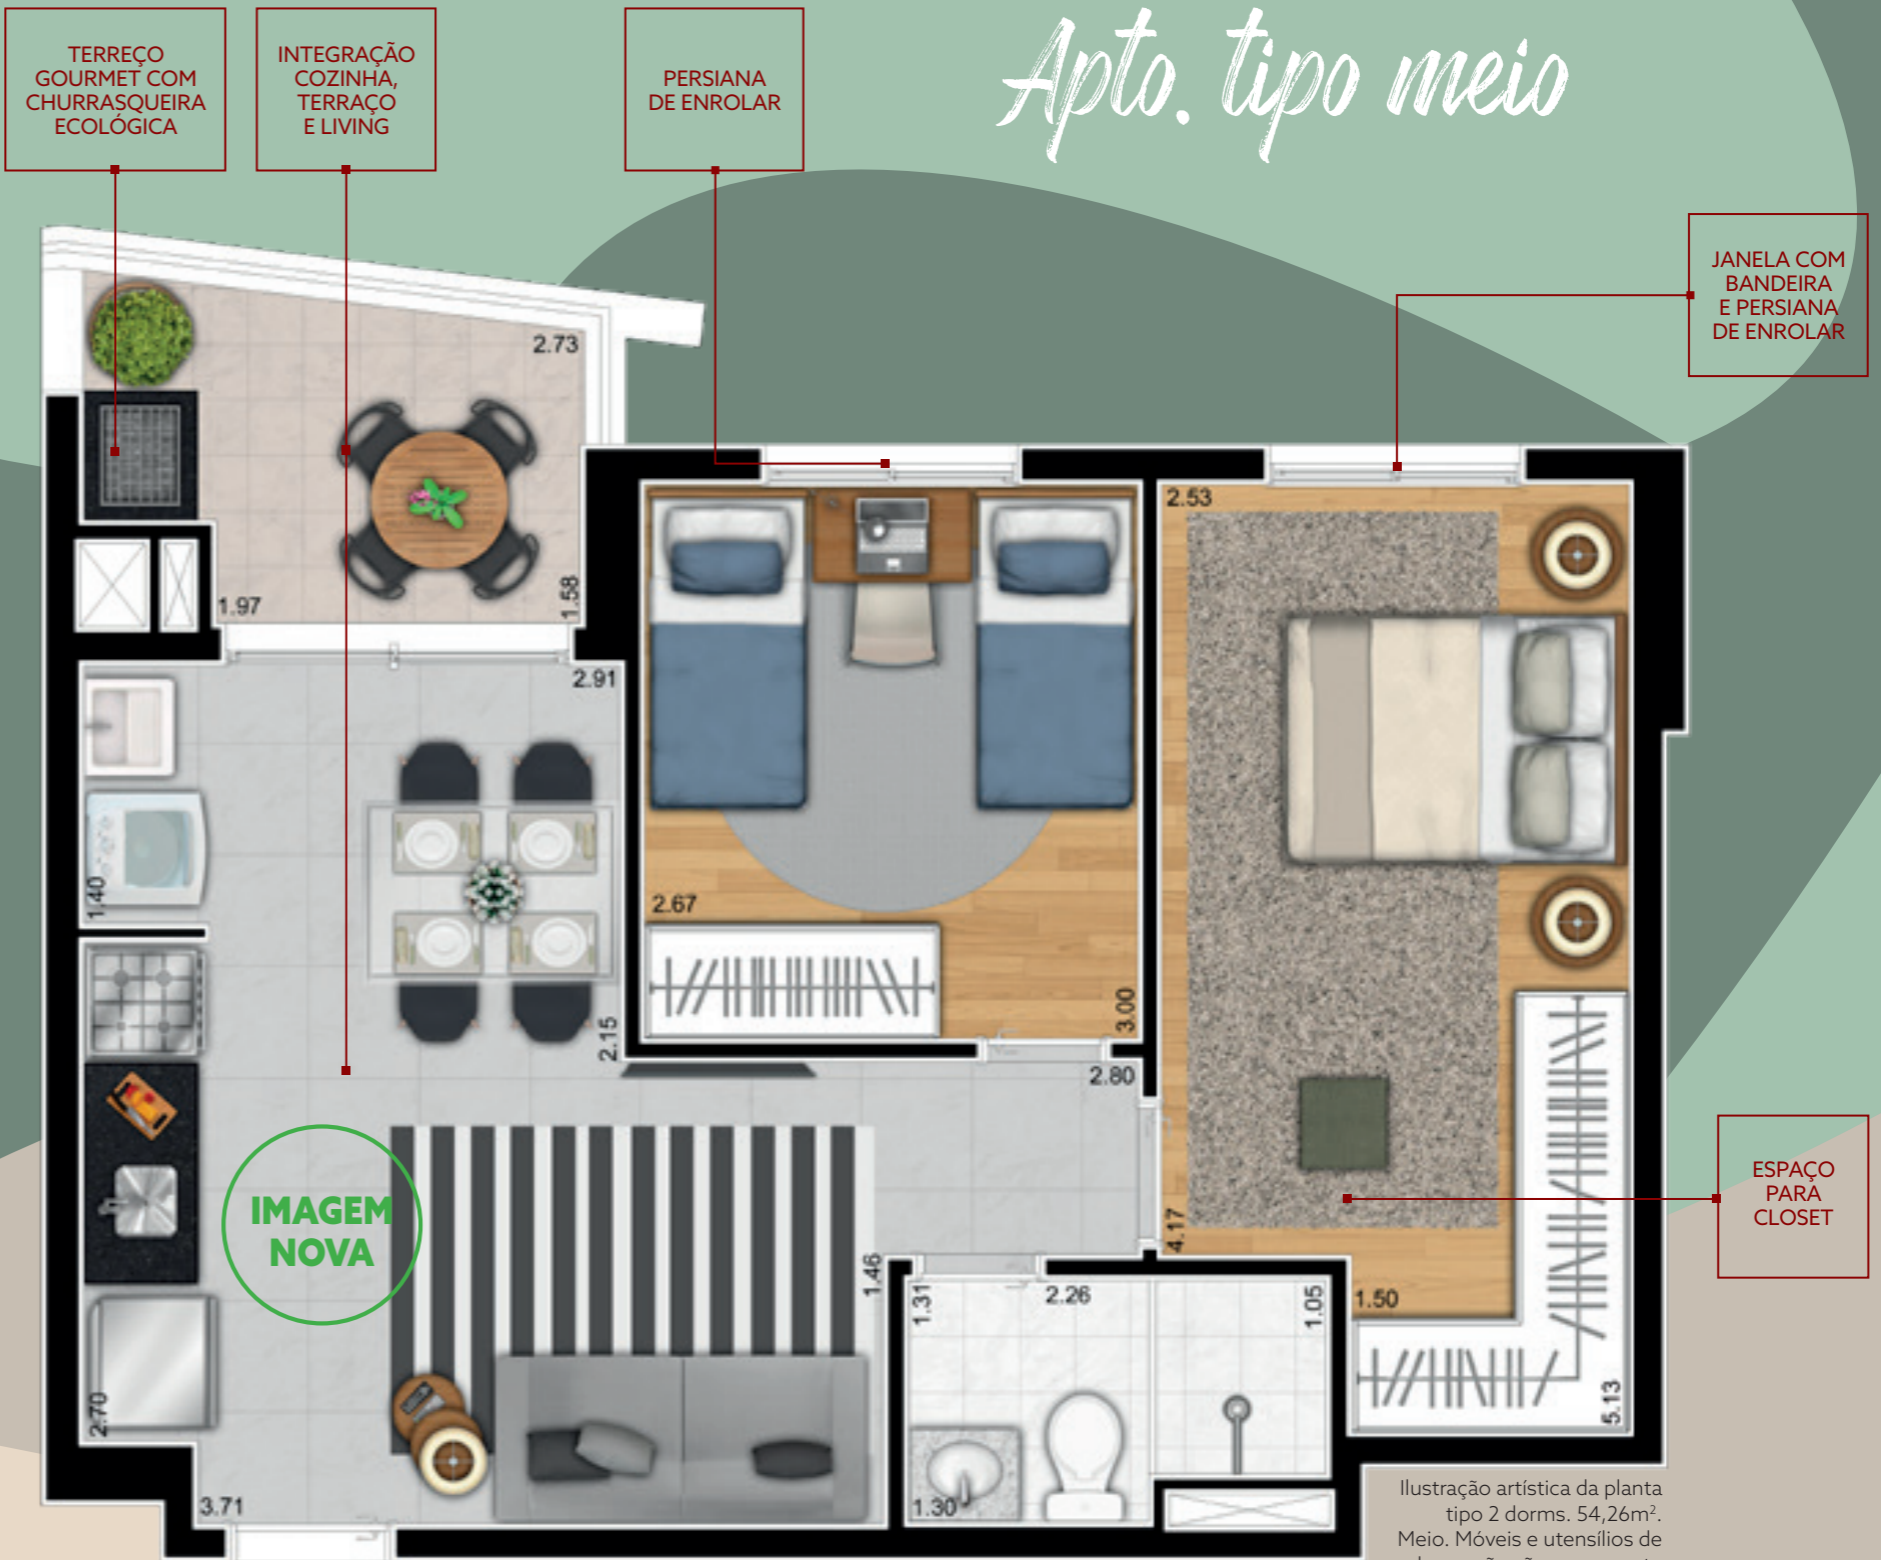 Apto. tipo meio
TERREÇO
GOURMET COM
CHURRASQUEIRA
ECOLÓGICA
INTEGRAÇÃO
COZINHA,
TERRAÇO
E LIVING
PERSIANA
DE ENROLAR
JANELA COM
BANDEIRA
E PERSIANA
DE ENROLAR
2.73
1.97
1.58
2.53
2.91
1.40
2.67
3.00
2.15
2.80
4.17
ESPAÇO
PARA
CLOSET
IMAGEM
NOVA
1.46
1.31
2.26
1.05
1.50
2.70
5.13
3.71
1.30
Ilustração artística da planta
tipo 2 dorms. 54,26m².
Meio. Móveis e utensílios de